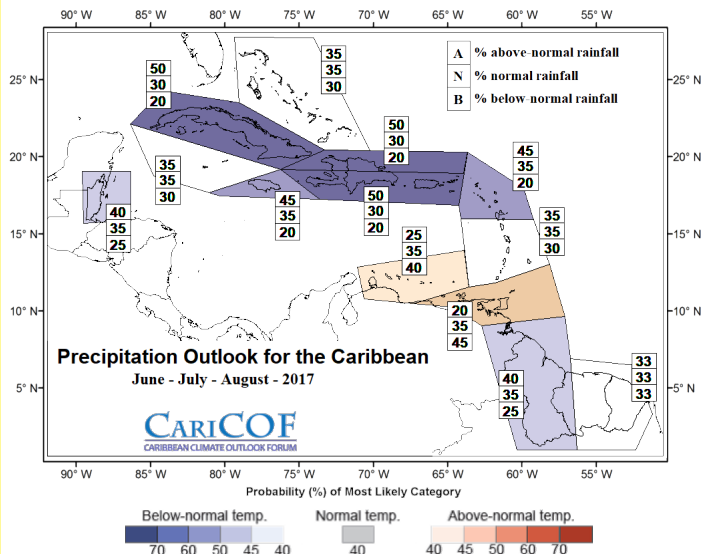 90° W 85° W 80° W 75° W 70° W 65° W 60° W 55° W
A % above-normal rainfall
N % normal rainfall
B % below-normal rainfall
25° N 25° N
20° N 20° N
15° N 15° N
10° N 10° N
5° N 5° N
35
35
30
50
30
20
50
30
20
45
35
20
35
35
30
45
35
20
50
30
20
40
35
25
35
35
30
25
35
40
20
35
45
40
35
25
33
33
33
Precipitation Outlook for the Caribbean
June - July - August - 2017
CARICOF
CARIBBEAN CLIMATE OUTLOOK FORUM
90° W 85° W 80° W 75° W 70° W 65° W 60° W 55° W
Probability (%) of Most Likely Category
Below-normal temp. Normal temp. Above-normal temp.
70 60 50 45 40 40 40 45 50 60 70